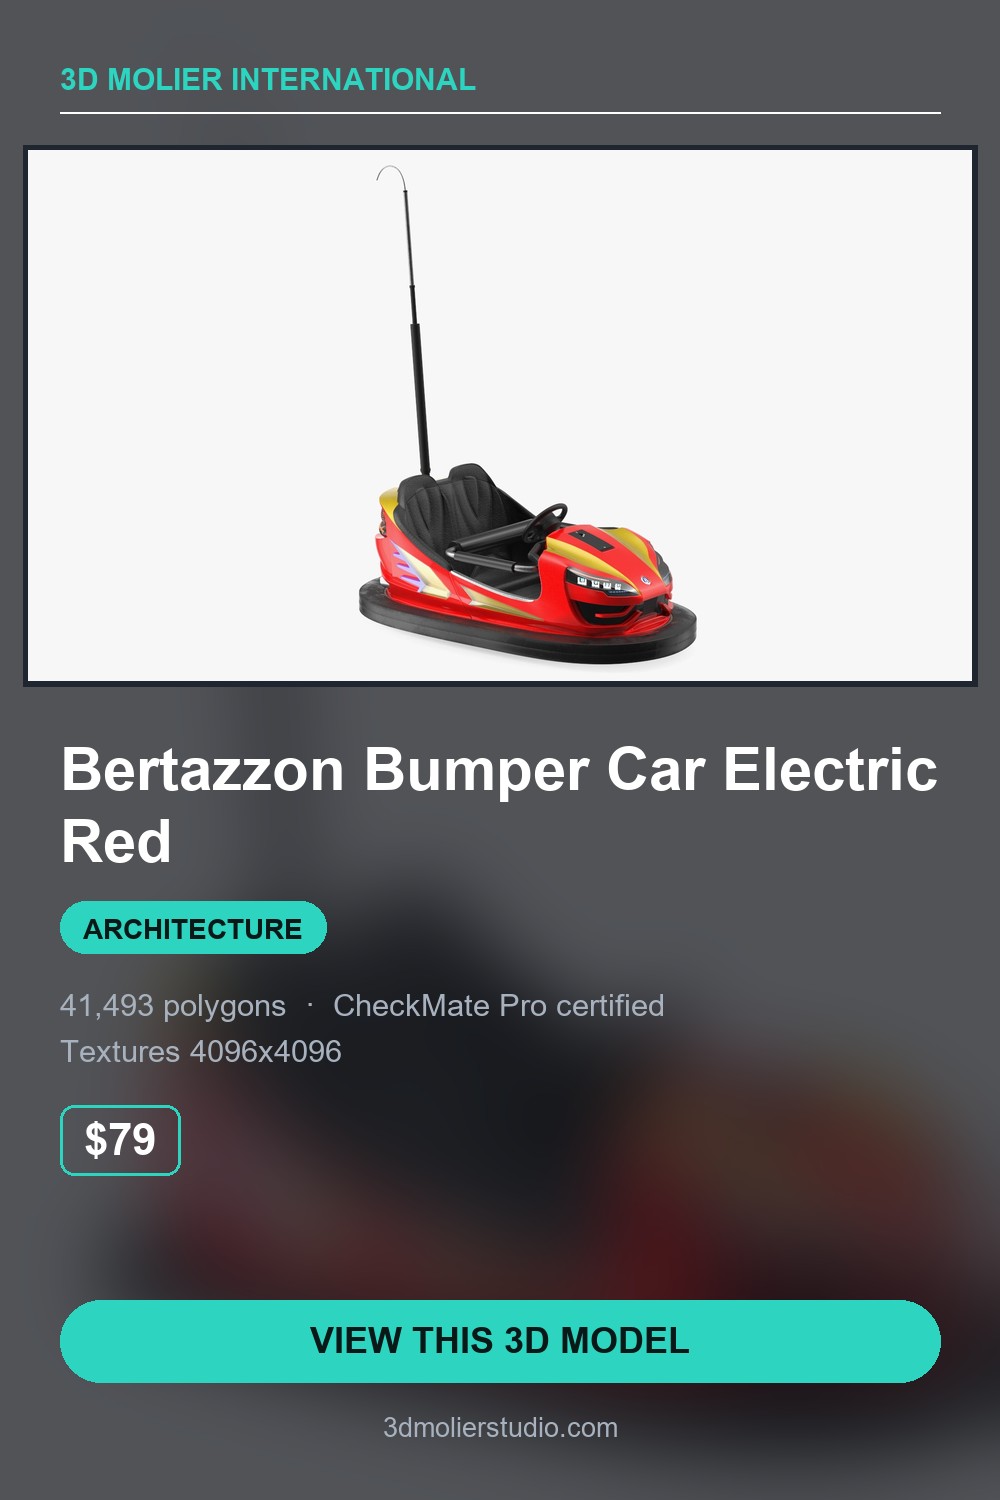 3D MOLIER INTERNATIONAL
Bertazzon Bumper Car Electric
Red
ARCHITECTURE
41,493 polygons · CheckMate Pro certified
Textures 4096x4096
$79
VIEW THIS 3D MODEL
3dmolierstudio.com